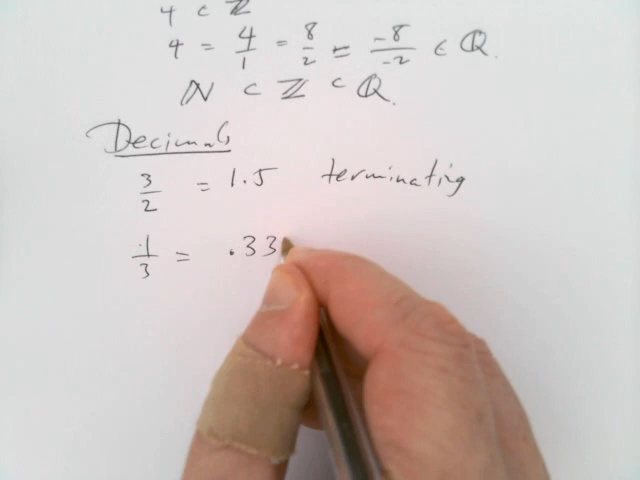 4 ⊂ ℤ
4 = 4/1 = 8/2 = -8/-2 ⊂ ℚ.
ℕ ⊂ ℤ ⊂ ℚ.
Decimals
3/2 = 1.5 terminating
1/3 = .33